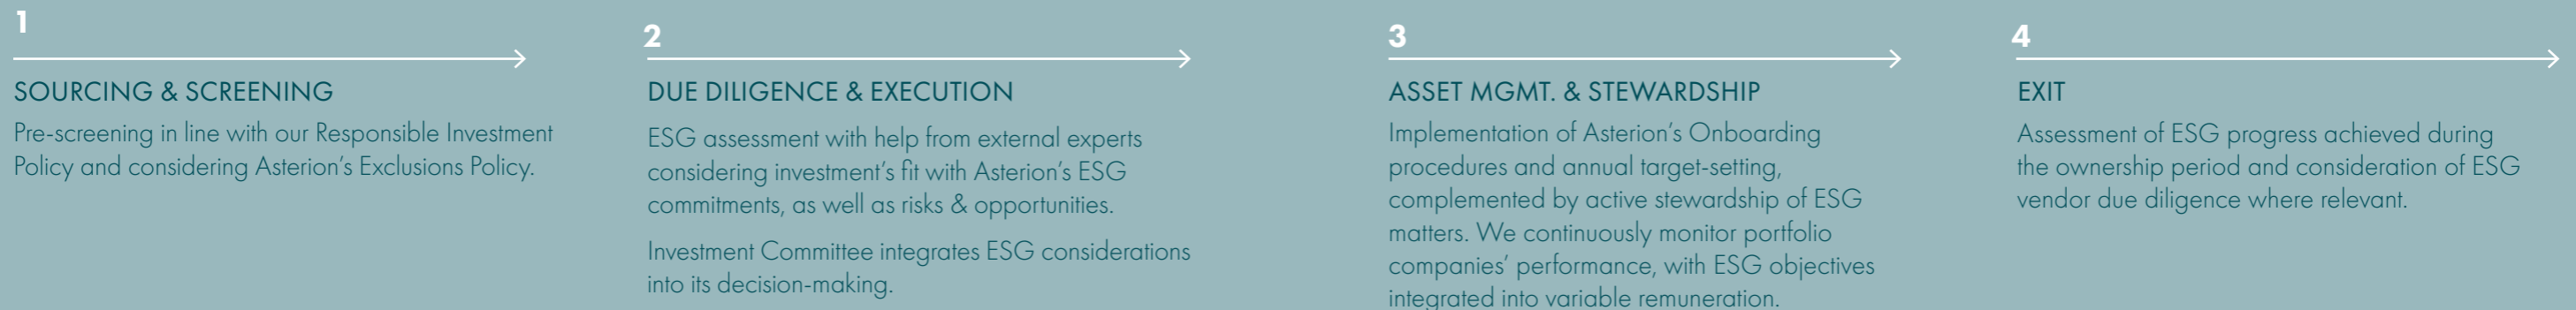 1
SOURCING & SCREENING
Pre-screening in line with our Responsible Investment
Policy and considering Asterion's Exclusions Policy.
2
DUE DILIGENCE & EXECUTION
ESG assessment with help from external experts
considering investment's fit with Asterion's ESG
commitments, as well as risks & opportunities.
Investment Committee integrates ESG considerations
into its decision-making.
3
ASSET MGMT. & STEWARDSHIP
Implementation of Asterion's Onboarding
procedures and annual target-setting,
complemented by active stewardship of ESG
matters. We continuously monitor portfolio
companies' performance, with ESG objectives
integrated into variable remuneration.
4
EXIT
Assessment of ESG progress achieved during
the ownership period and consideration of ESG
vendor due diligence where relevant.